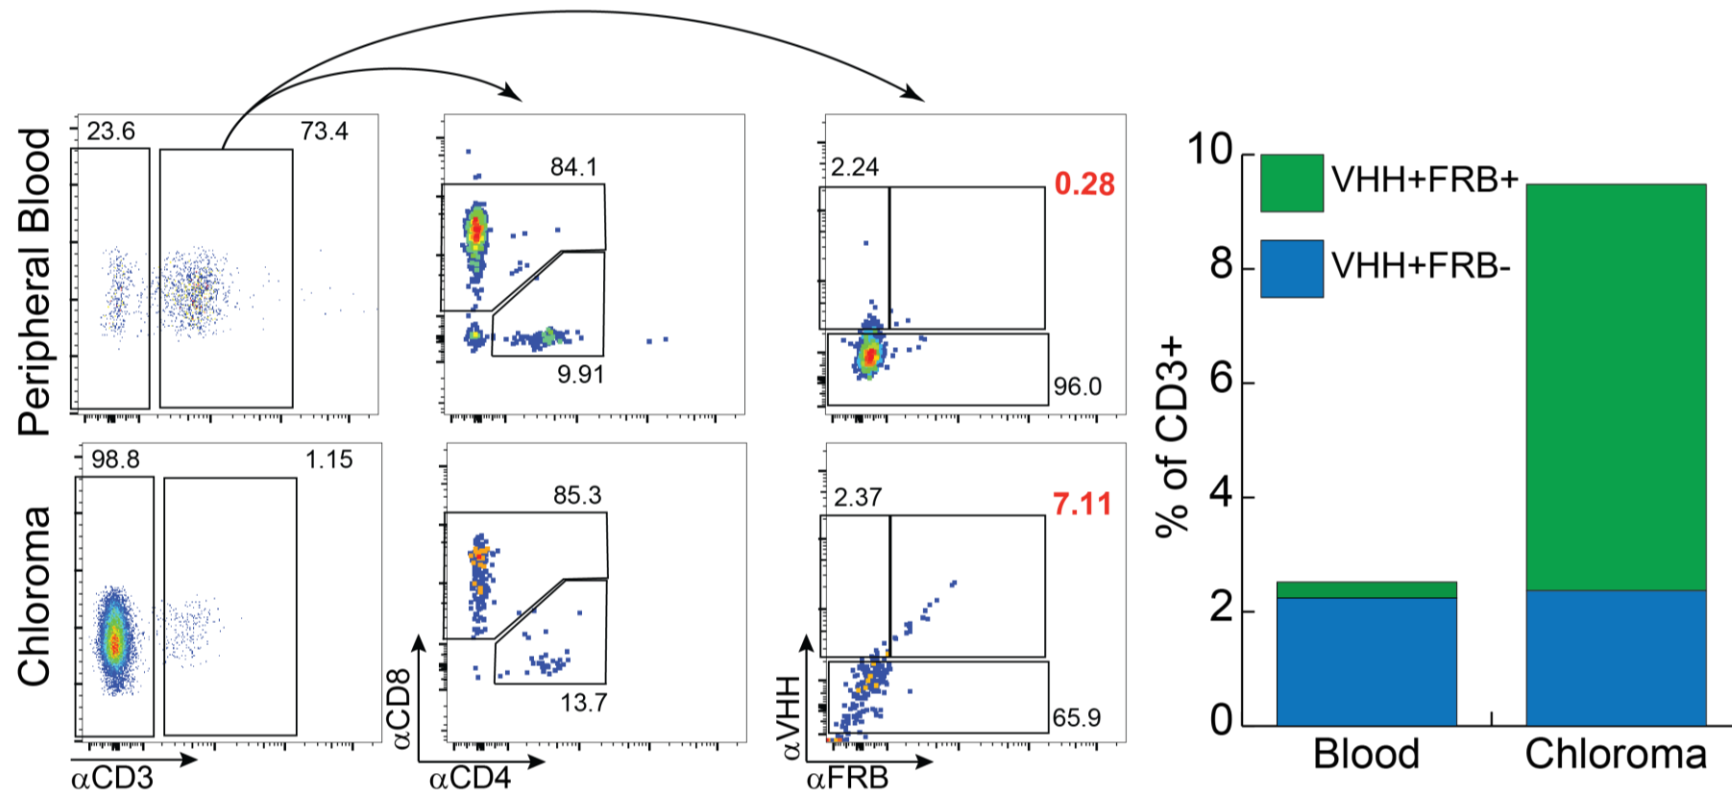 Peripheral Blood
23.6
73.4
84.1
9.91
2.24
0.28
96.0
Chloroma
98.8
1.15
85.3
13.7
2.37
7.11
65.9
αCD3
αCD8
αCD4
αVHH
αFRB
% of CD3+
10
8
6
4
2
0
VHH+FRB+
VHH+FRB-
Blood
Chloroma